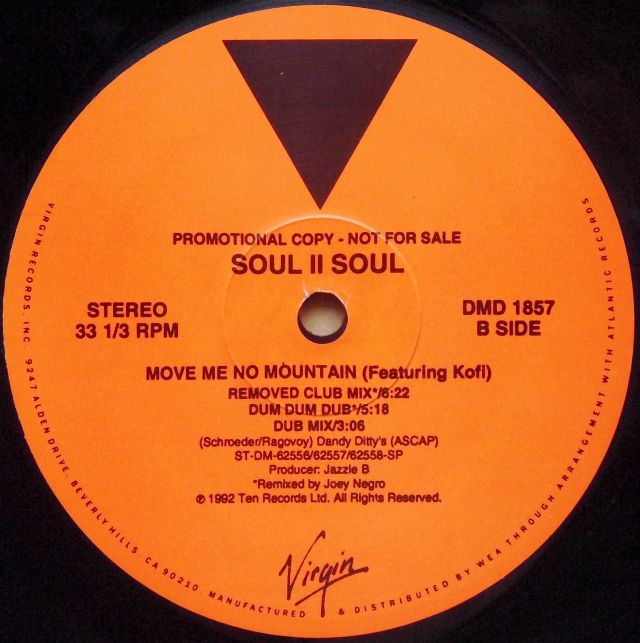 PROMOTIONAL COPY - NOT FOR SALE
SOUL II SOUL
STEREO
33 1/3 RPM
DMD 1857
B SIDE
MOVE ME NO MOUNTAIN (Featuring Kofi)
REMOVED CLUB MIX*/6:22
DUM DUM DUB*/5:18
DUB MIX/3:06
(Schroeder/Ragovoy) Dandy Ditty's (ASCAP)
ST-DM-62556/62557/62558-SP
Producer: Jazzie B
*Remixed by Joey Negro
℗ 1992 Ten Records Ltd. All Rights Reserved.
Virgin
VIRGIN RECORDS, INC. 9247 ALDEN DRIVE, BEVERLY HILLS, CA 90210 MANUFACTURED & DISTRIBUTED BY WEA THROUGH ARRANGEMENT WITH ATLANTIC RECORDS